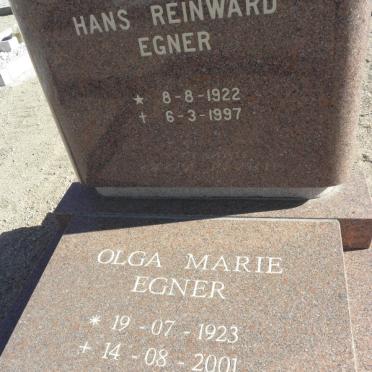 HANS REINWARD
EGNER
* 8-8-1922
† 6-3-1997
OLGA MARIE
EGNER
* 19-07-1923
+ 14-08-2001